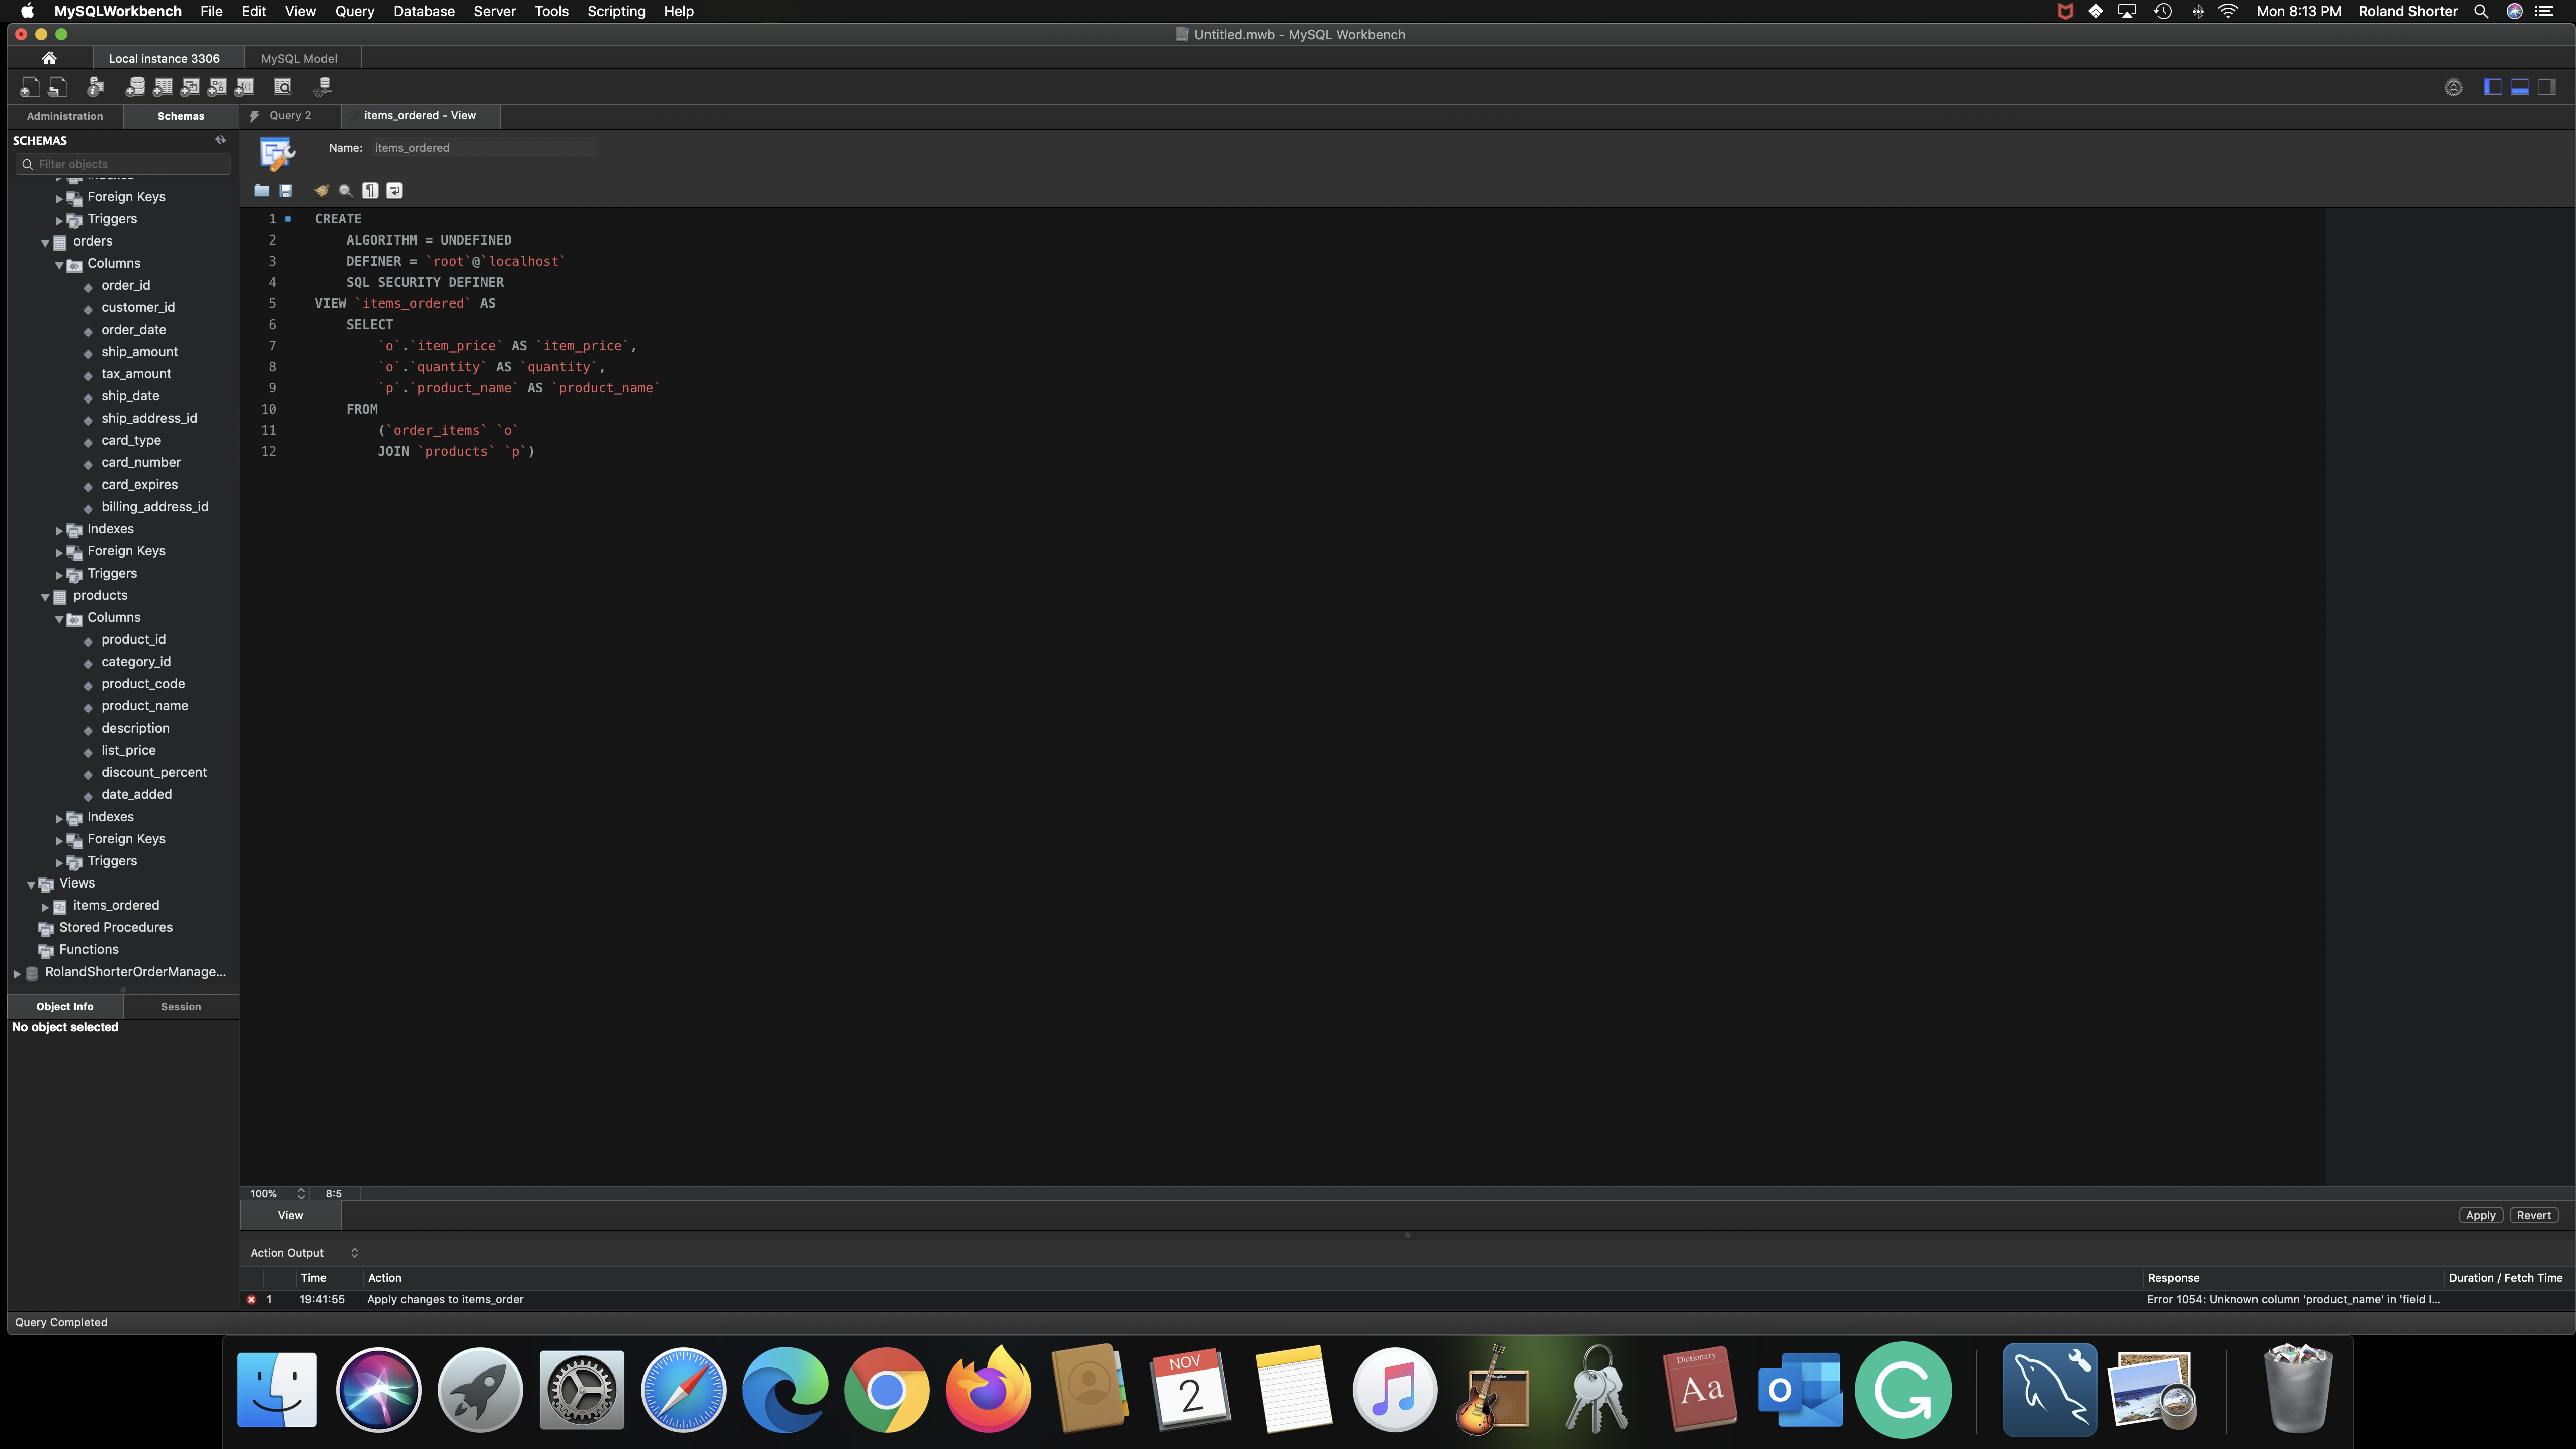 MySQLWorkbench File Edit View Query Database Server Tools Scripting Help Mon 8:13 PM Roland Shorter
Untitled.mwb - MySQL Workbench
Local instance 3306 MySQL Model
Administration Schemas Query 2 items_ordered - View
SCHEMAS
Name: items_ordered
Filter objects
Indexes
Foreign Keys
Triggers
orders
Columns
order_id
customer_id
order_date
ship_amount
tax_amount
ship_date
ship_address_id
card_type
card_number
card_expires
billing_address_id
Indexes
Foreign Keys
Triggers
products
Columns
product_id
category_id
product_code
product_name
description
list_price
discount_percent
date_added
Indexes
Foreign Keys
Triggers
Views
items_ordered
Stored Procedures
Functions
RolandShorterOrderManage...
Object Info Session
No object selected
1 CREATE
2 ALGORITHM = UNDEFINED
3 DEFINER = `root`@`localhost`
4 SQL SECURITY DEFINER
5 VIEW `items_ordered` AS
6 SELECT
7 `o`.`item_price` AS `item_price`,
8 `o`.`quantity` AS `quantity`,
9 `p`.`product_name` AS `product_name`
10 FROM
11 (`order_items` `o`
12 JOIN `products` `p`)
100% 8:5
View Apply Revert
Action Output
Time Action Response Duration / Fetch Time
1 19:41:55 Apply changes to items_order Error 1054: Unknown column 'product_name' in 'field l...
Query Completed
NOV
2
Dictionary
Aa
O
G